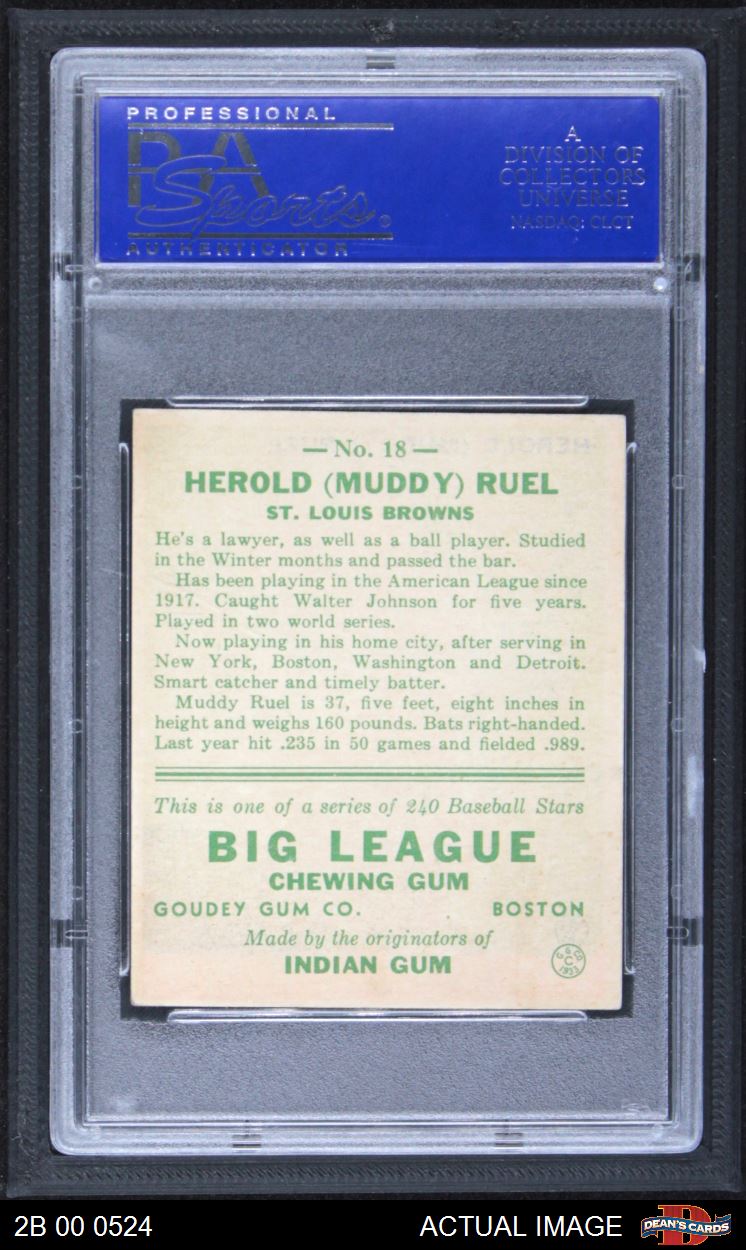 PROFESSIONAL
PSA
Sports®
AUTHENTICATOR
A
DIVISION OF
COLLECTORS
UNIVERSE
NASDAQ: CLCT
— No. 18 —
HEROLD (MUDDY) RUEL
ST. LOUIS BROWNS
He's a lawyer, as well as a ball player. Studied
in the Winter months and passed the bar.
Has been playing in the American League since
1917. Caught Walter Johnson for five years.
Played in two world series.
Now playing in his home city, after serving in
New York, Boston, Washington and Detroit.
Smart catcher and timely batter.
Muddy Ruel is 37, five feet, eight inches in
height and weighs 160 pounds. Bats right-handed.
Last year hit .235 in 50 games and fielded .989.
This is one of a series of 240 Baseball Stars
BIG LEAGUE
CHEWING GUM
GOUDEY GUM CO. BOSTON
Made by the originators of
INDIAN GUM
G. G. CO.
C
1933
2B 00 0524 ACTUAL IMAGE DEAN'S CARDS